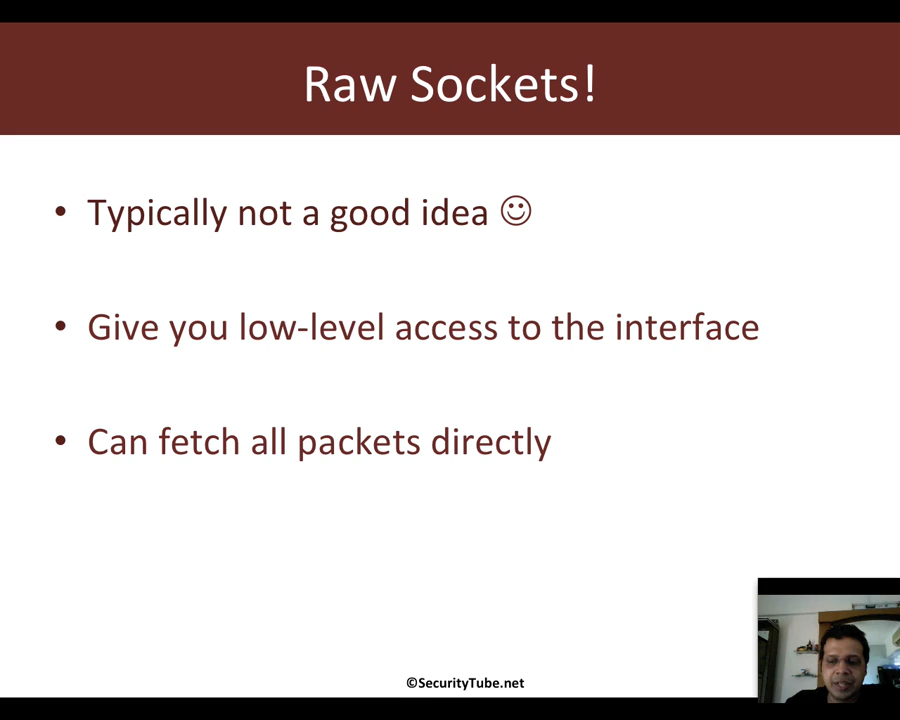 Raw Sockets!
• Typically not a good idea ☺
• Give you low-level access to the interface
• Can fetch all packets directly
©SecurityTube.net